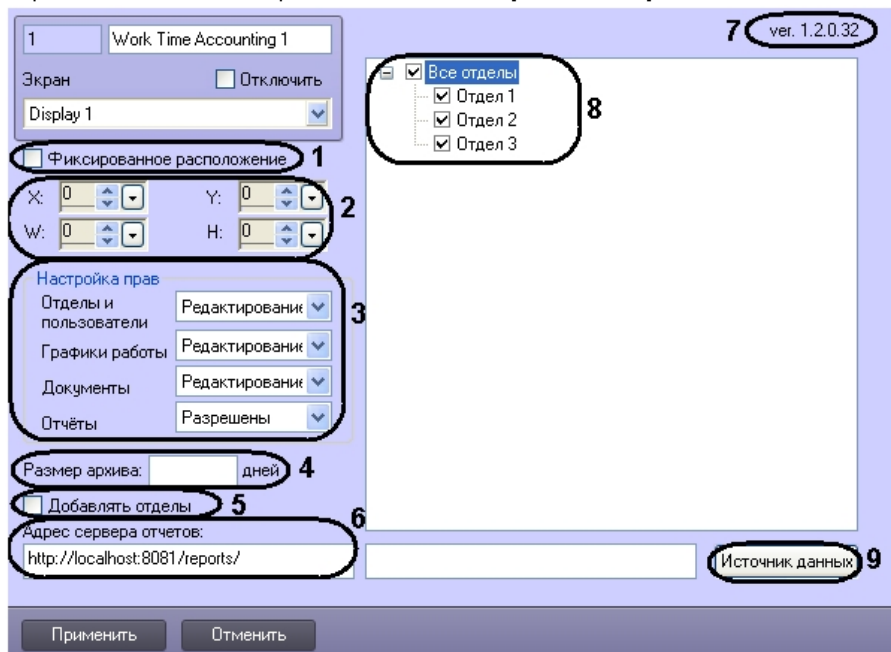 1 Work Time Accounting 1
Экран Отключить
Display 1
Фиксированное расположение 1
X: 0 Y: 0
W: 0 H: 0
2
Настройка прав
Отделы и пользователи Редактирование
Графики работы Редактирование
Документы Редактирование
Отчёты Разрешены
3
Размер архива: дней 4
Добавлять отделы 5
Адрес сервера отчетов: 6
http://localhost:8081/reports/
7 ver. 1.2.0.32
Все отделы
Отдел 1
Отдел 2
Отдел 3
8
Источник данных 9
Применить Отменить